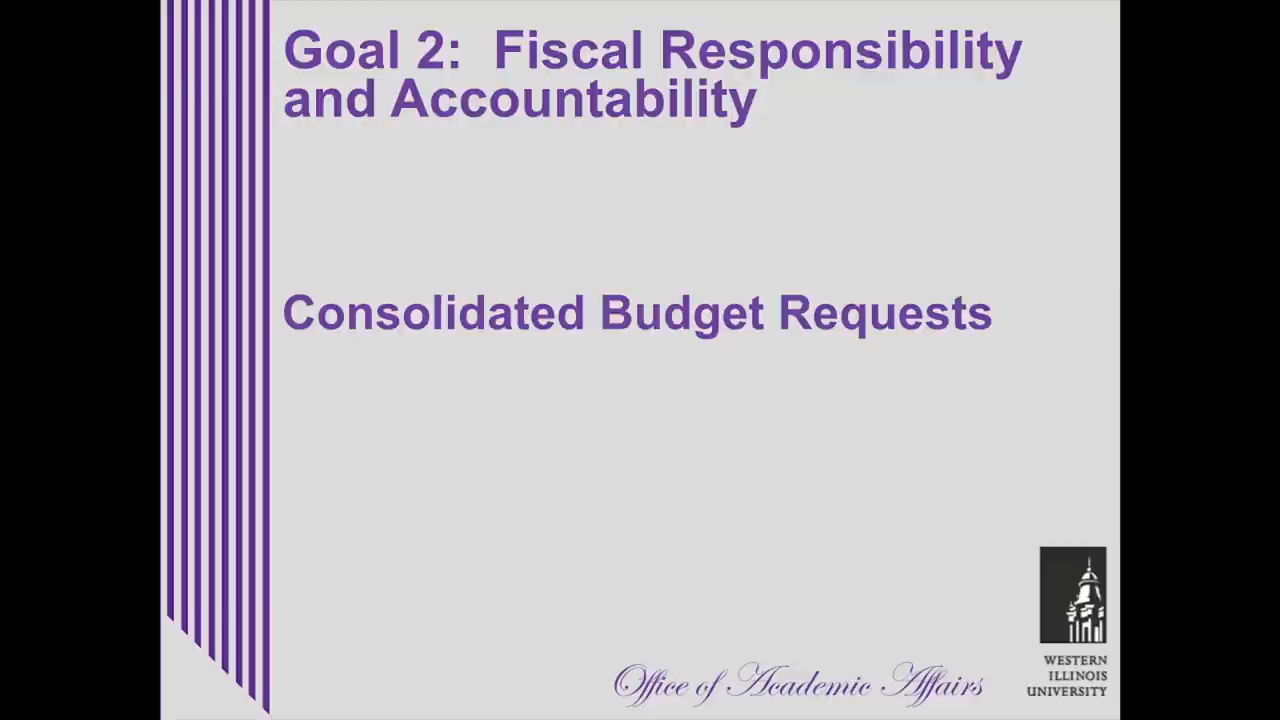 Goal 2: Fiscal Responsibility
and Accountability
Consolidated Budget Requests
Office of Academic Affairs
WESTERN
ILLINOIS
UNIVERSITY